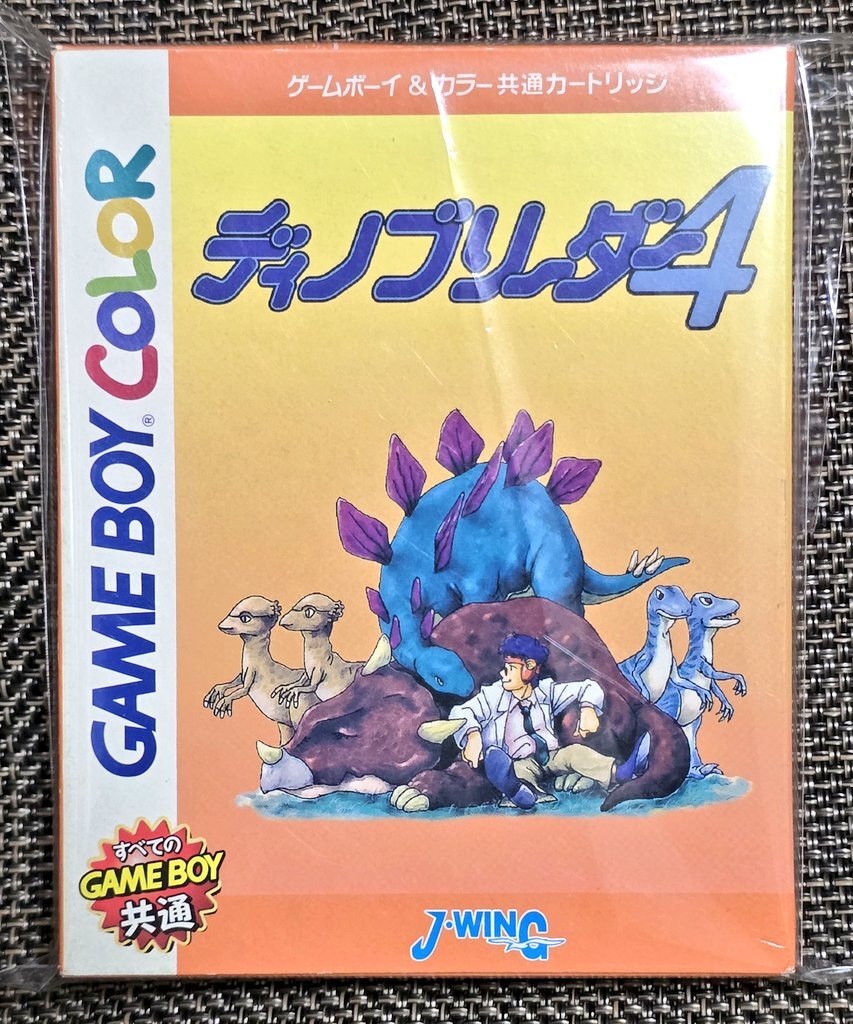 ゲームボーイ & カラー共通カートリッジ
ディノブリーダー4
GAME BOY COLOR
®
すべての
GAME BOY
共通
®
J・WING